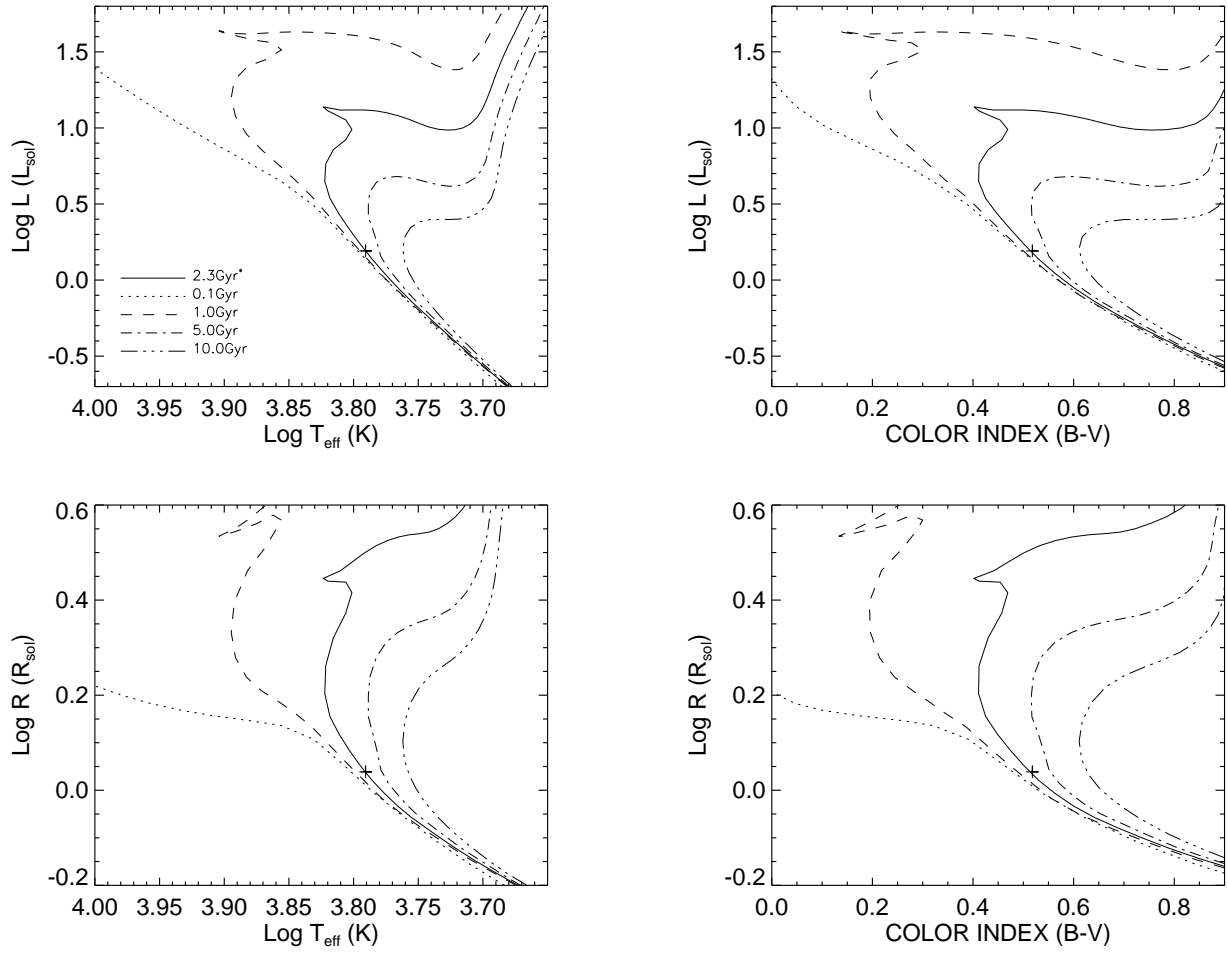 Log L (L_sol)
1.5
1.0
0.5
0.0
-0.5
2.3Gyr*
0.1Gyr
1.0Gyr
5.0Gyr
10.0Gyr
4.00 3.95 3.90 3.85 3.80 3.75 3.70
Log T_eff (K)
Log L (L_sol)
1.5
1.0
0.5
0.0
-0.5
0.0 0.2 0.4 0.6 0.8
COLOR INDEX (B-V)
Log R (R_sol)
0.6
0.4
0.2
0.0
-0.2
4.00 3.95 3.90 3.85 3.80 3.75 3.70
Log T_eff (K)
Log R (R_sol)
0.6
0.4
0.2
0.0
-0.2
0.0 0.2 0.4 0.6 0.8
COLOR INDEX (B-V)